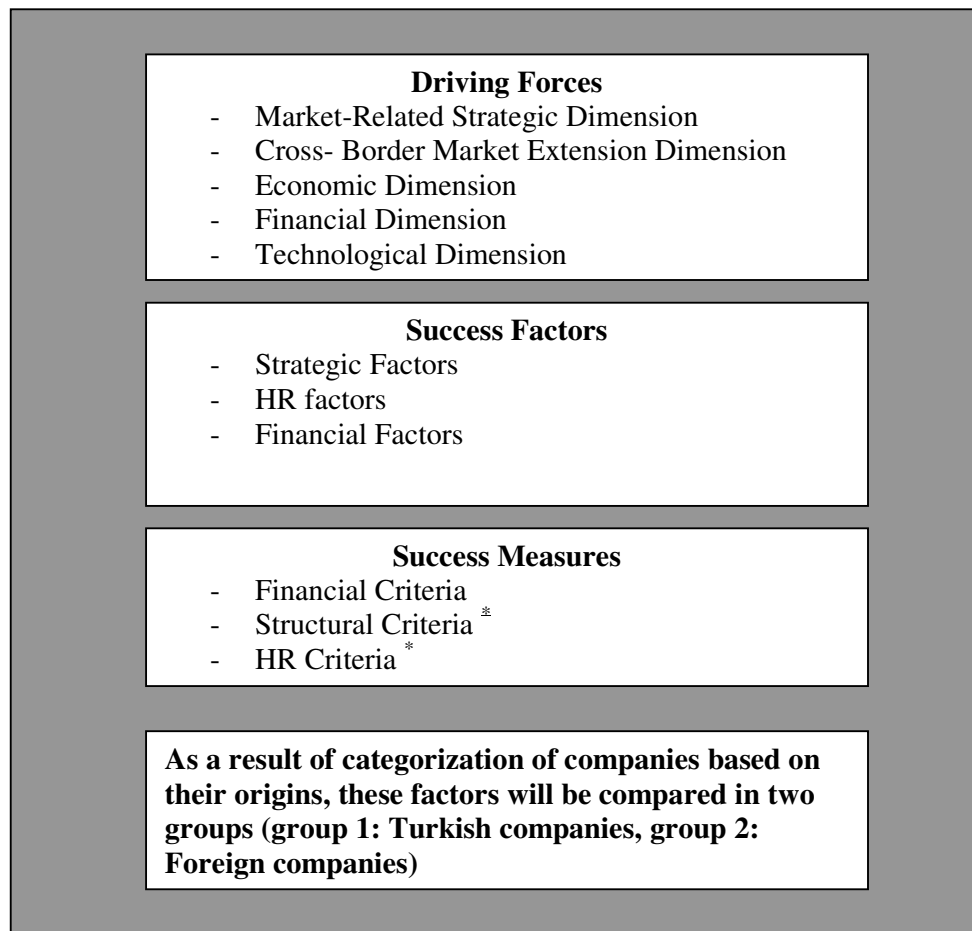 Driving Forces
- Market-Related Strategic Dimension
- Cross- Border Market Extension Dimension
- Economic Dimension
- Financial Dimension
- Technological Dimension
Success Factors
- Strategic Factors
- HR factors
- Financial Factors
Success Measures
- Financial Criteria
- Structural Criteria *
- HR Criteria *
As a result of categorization of companies based on
their origins, these factors will be compared in two
groups (group 1: Turkish companies, group 2:
Foreign companies)